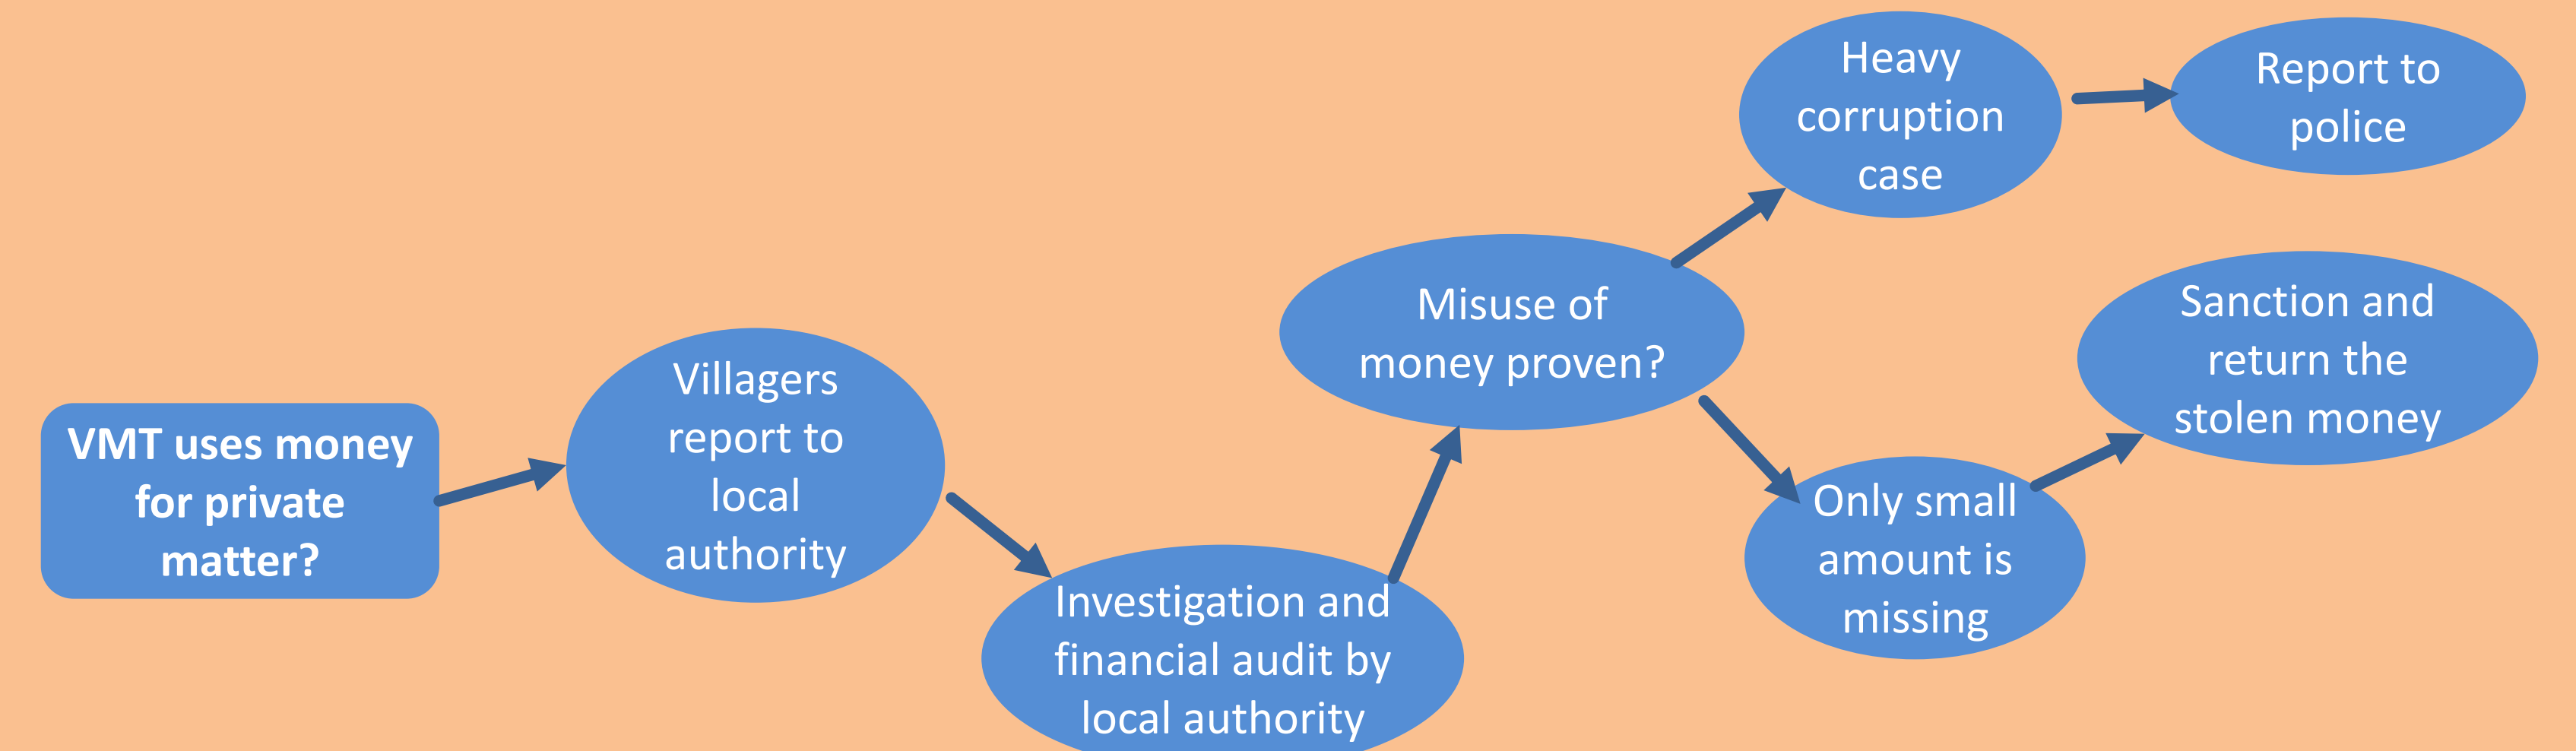 VMT uses money
for private
matter?
Villagers
report to
local
authority
Investigation and
financial audit by
local authority
Misuse of
money proven?
Heavy
corruption
case
Report to
police
Only small
amount is
missing
Sanction and
return the
stolen money